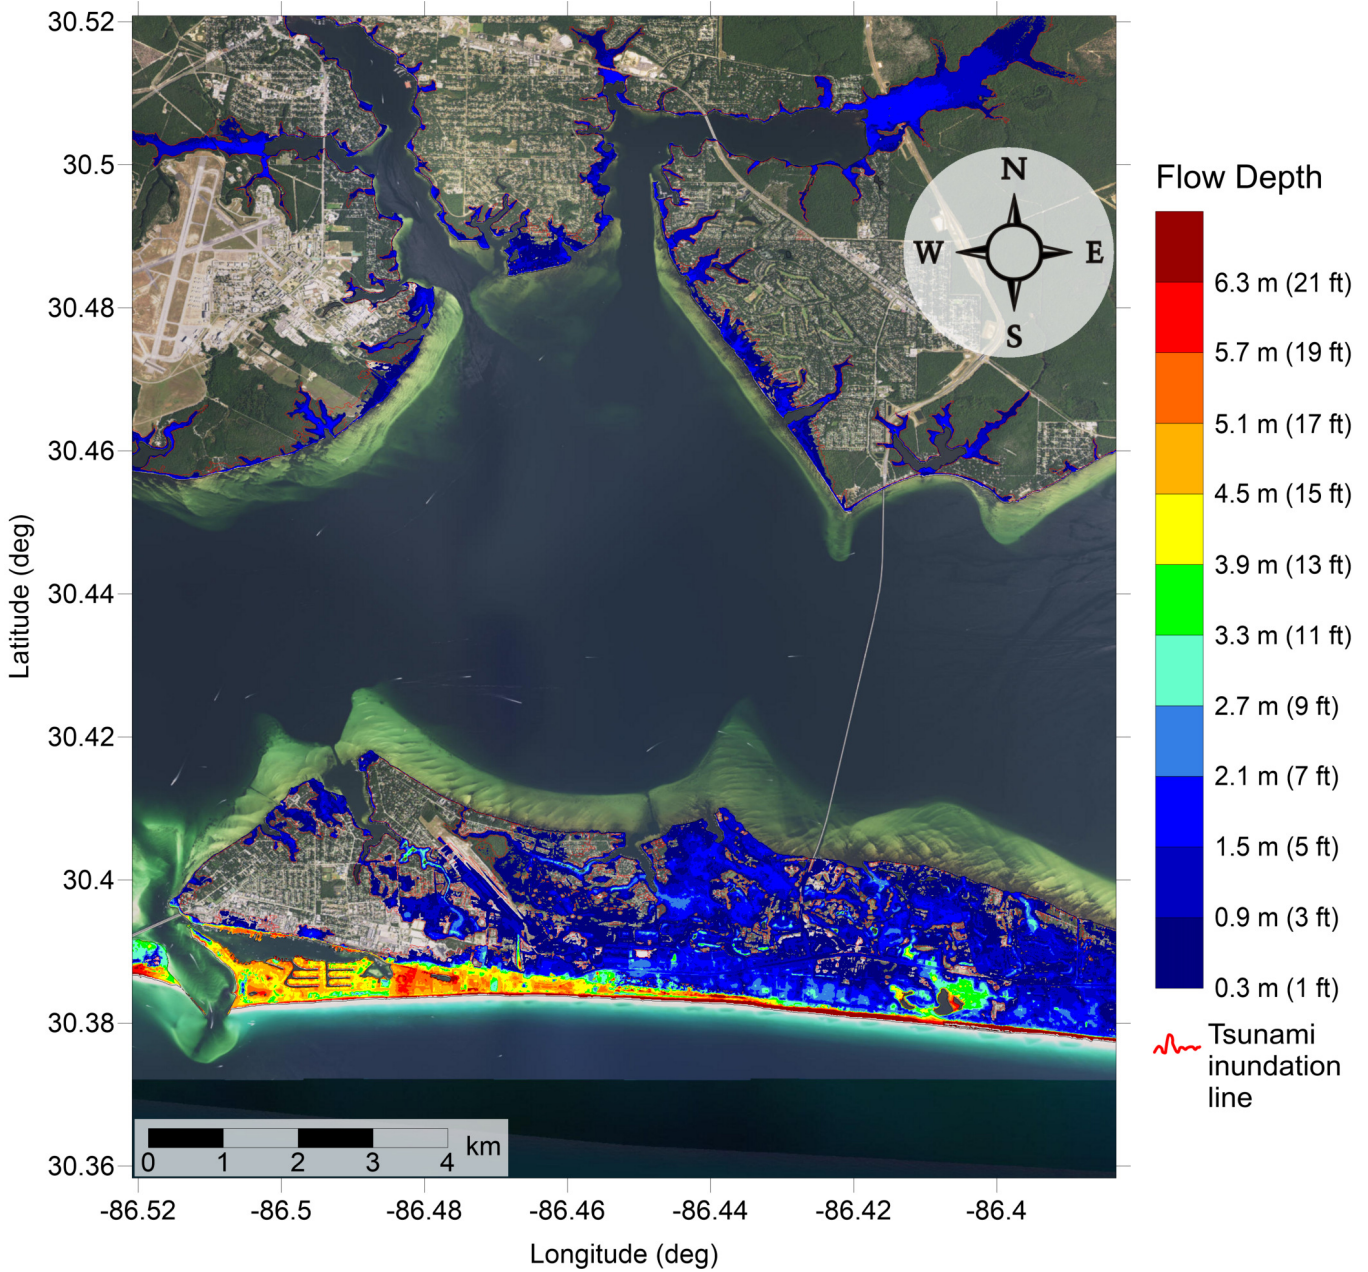 30.52
30.5
30.48
30.46
30.44
30.42
30.4
30.38
30.36
Latitude (deg)
-86.52
-86.5
-86.48
-86.46
-86.44
-86.42
-86.4
Longitude (deg)
N
W
E
S
0
1
2
3
4
km
Flow Depth
6.3 m (21 ft)
5.7 m (19 ft)
5.1 m (17 ft)
4.5 m (15 ft)
3.9 m (13 ft)
3.3 m (11 ft)
2.7 m (9 ft)
2.1 m (7 ft)
1.5 m (5 ft)
0.9 m (3 ft)
0.3 m (1 ft)
Tsunami
inundation
line